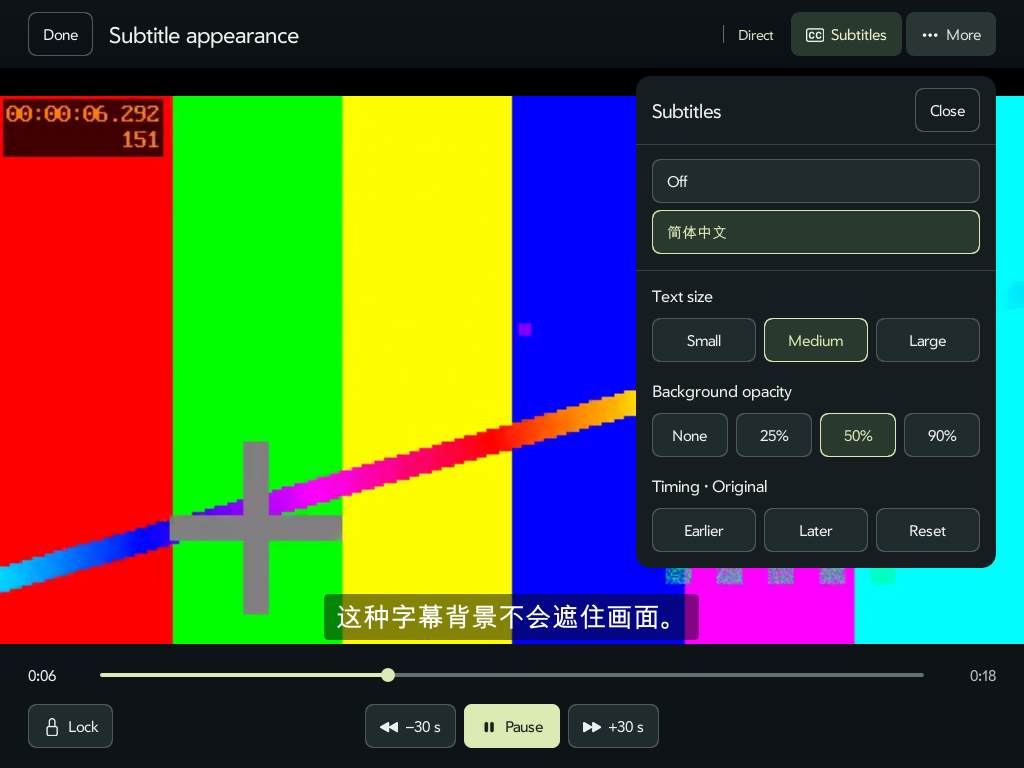 Done
Subtitle appearance
Direct
CC Subtitles
More
00:00:06.292
151
Subtitles
Close
Off
简体中文
Text size
Small
Medium
Large
Background opacity
None
25%
50%
90%
Timing · Original
Earlier
Later
Reset
这种字幕背景不会遮住画面。
0:06
0:18
Lock
−30 s
Pause
+30 s